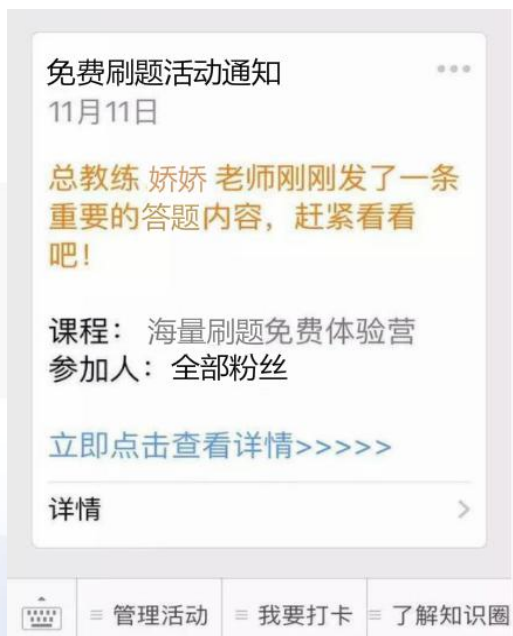 免费刷题活动通知
11月11日
总教练 娇娇 老师刚刚发了一条
重要的答题内容，赶紧看看
吧！
课程： 海量刷题免费体验营
参加人：全部粉丝
立即点击查看详情>>>>>
详情
管理活动 我要打卡 了解知识圈